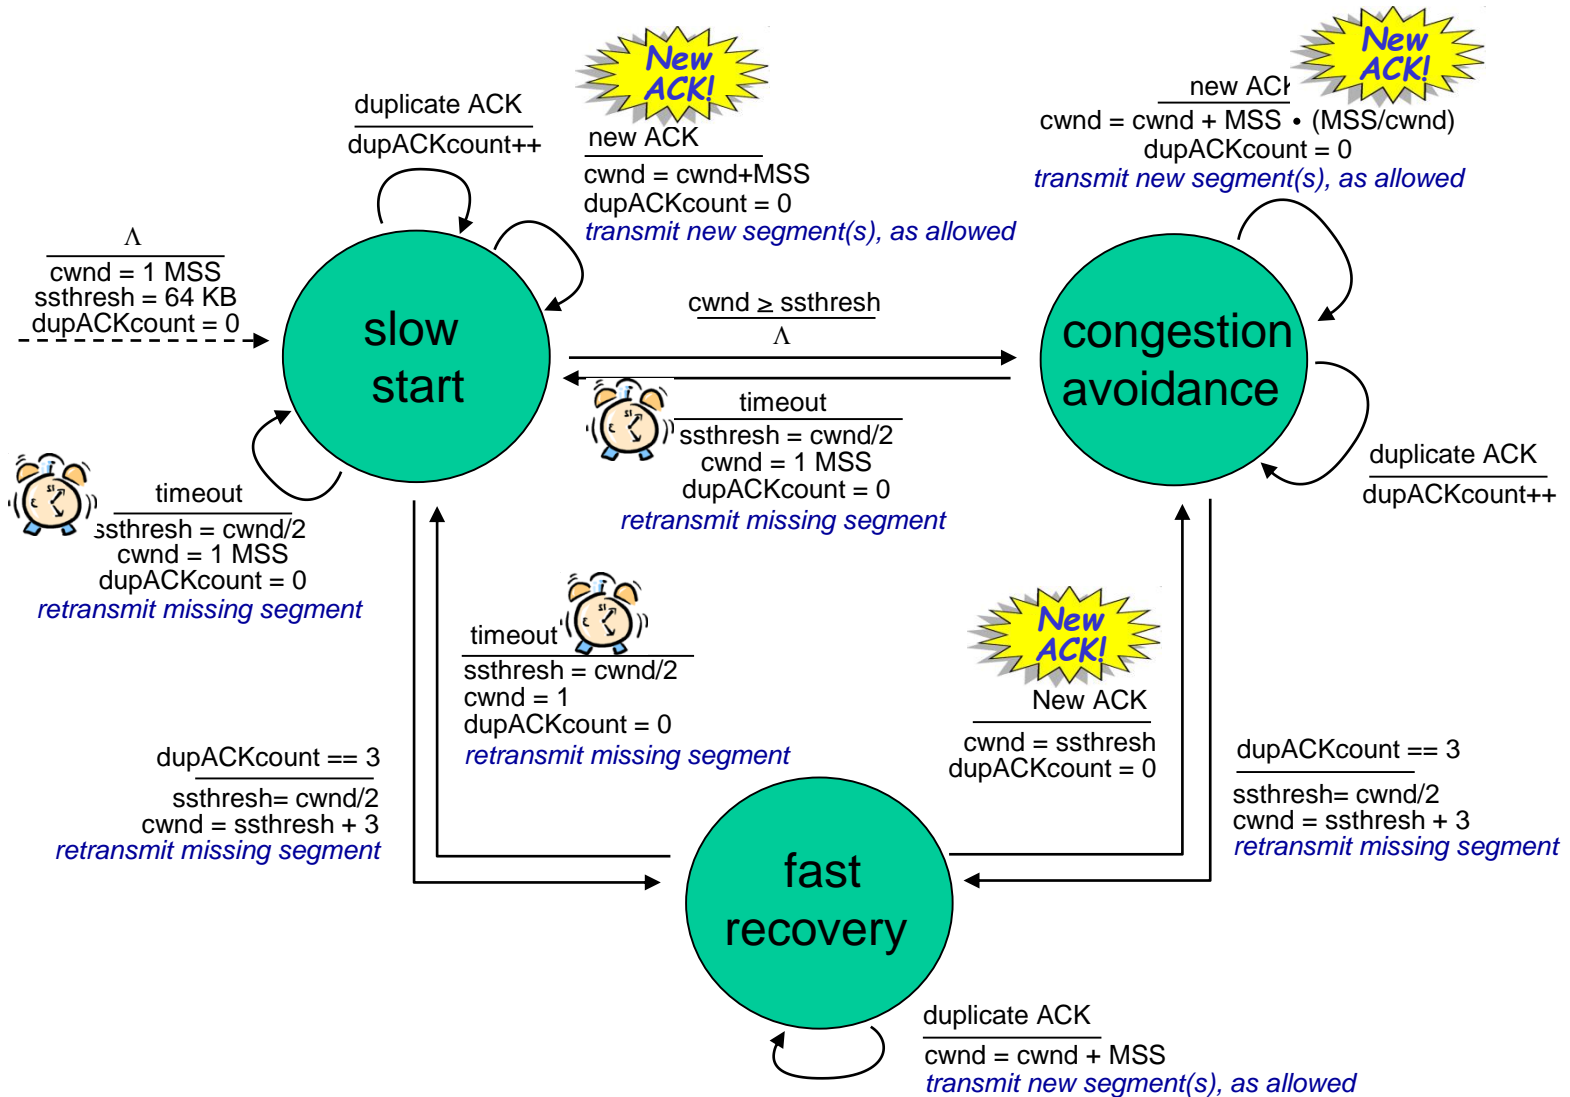 New
ACK!
duplicate ACK
dupACKcount++
new ACK
cwnd = cwnd+MSS
dupACKcount = 0
transmit new segment(s), as allowed
New
ACK!
new ACK
cwnd = cwnd + MSS • (MSS/cwnd)
dupACKcount = 0
transmit new segment(s), as allowed
Λ
cwnd = 1 MSS
ssthresh = 64 KB
dupACKcount = 0
slow
start
cwnd ≥ ssthresh
Λ
congestion
avoidance
timeout
ssthresh = cwnd/2
cwnd = 1 MSS
dupACKcount = 0
retransmit missing segment
duplicate ACK
dupACKcount++
timeout
ssthresh = cwnd/2
cwnd = 1 MSS
dupACKcount = 0
retransmit missing segment
timeout
ssthresh = cwnd/2
cwnd = 1
dupACKcount = 0
retransmit missing segment
New
ACK!
New ACK
cwnd = ssthresh
dupACKcount = 0
dupACKcount == 3
ssthresh= cwnd/2
cwnd = ssthresh + 3
retransmit missing segment
dupACKcount == 3
ssthresh= cwnd/2
cwnd = ssthresh + 3
retransmit missing segment
fast
recovery
duplicate ACK
cwnd = cwnd + MSS
transmit new segment(s), as allowed